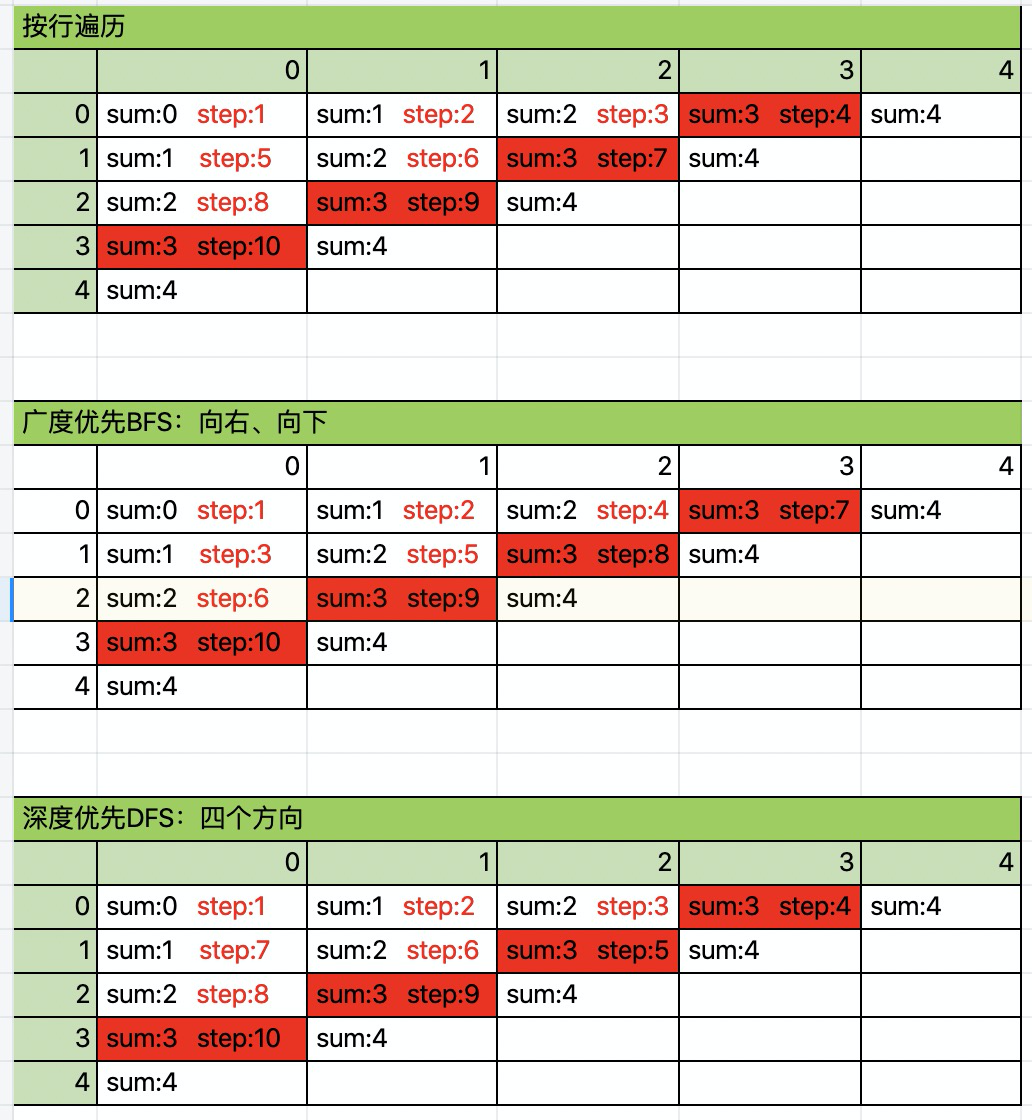 按行遍历
0 1 2 3 4
0 sum:0 step:1 sum:1 step:2 sum:2 step:3 sum:3 step:4 sum:4
1 sum:1 step:5 sum:2 step:6 sum:3 step:7 sum:4
2 sum:2 step:8 sum:3 step:9 sum:4
3 sum:3 step:10 sum:4
4 sum:4
广度优先BFS：向右、向下
0 1 2 3 4
0 sum:0 step:1 sum:1 step:2 sum:2 step:4 sum:3 step:7 sum:4
1 sum:1 step:3 sum:2 step:5 sum:3 step:8 sum:4
2 sum:2 step:6 sum:3 step:9 sum:4
3 sum:3 step:10 sum:4
4 sum:4
深度优先DFS：四个方向
0 1 2 3 4
0 sum:0 step:1 sum:1 step:2 sum:2 step:3 sum:3 step:4 sum:4
1 sum:1 step:7 sum:2 step:6 sum:3 step:5 sum:4
2 sum:2 step:8 sum:3 step:9 sum:4
3 sum:3 step:10 sum:4
4 sum:4